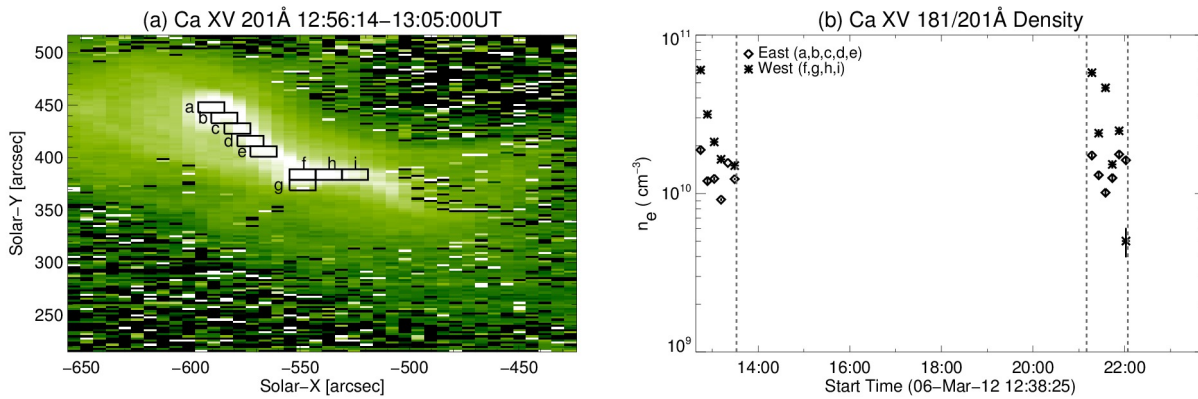 (a) Ca XV 201Å 12:56:14−13:05:00UT
500
450
400
350
300
250
Solar−Y [arcsec]
a
b
c
d
e
f
h
i
g
−650
−600
−550
−500
−450
Solar−X [arcsec]
(b) Ca XV 181/201Å Density
10¹¹
10¹⁰
10⁹
nₑ ( cm⁻³)
East (a,b,c,d,e)
West (f,g,h,i)
14:00
16:00
18:00
20:00
22:00
Start Time (06−Mar−12 12:38:25)